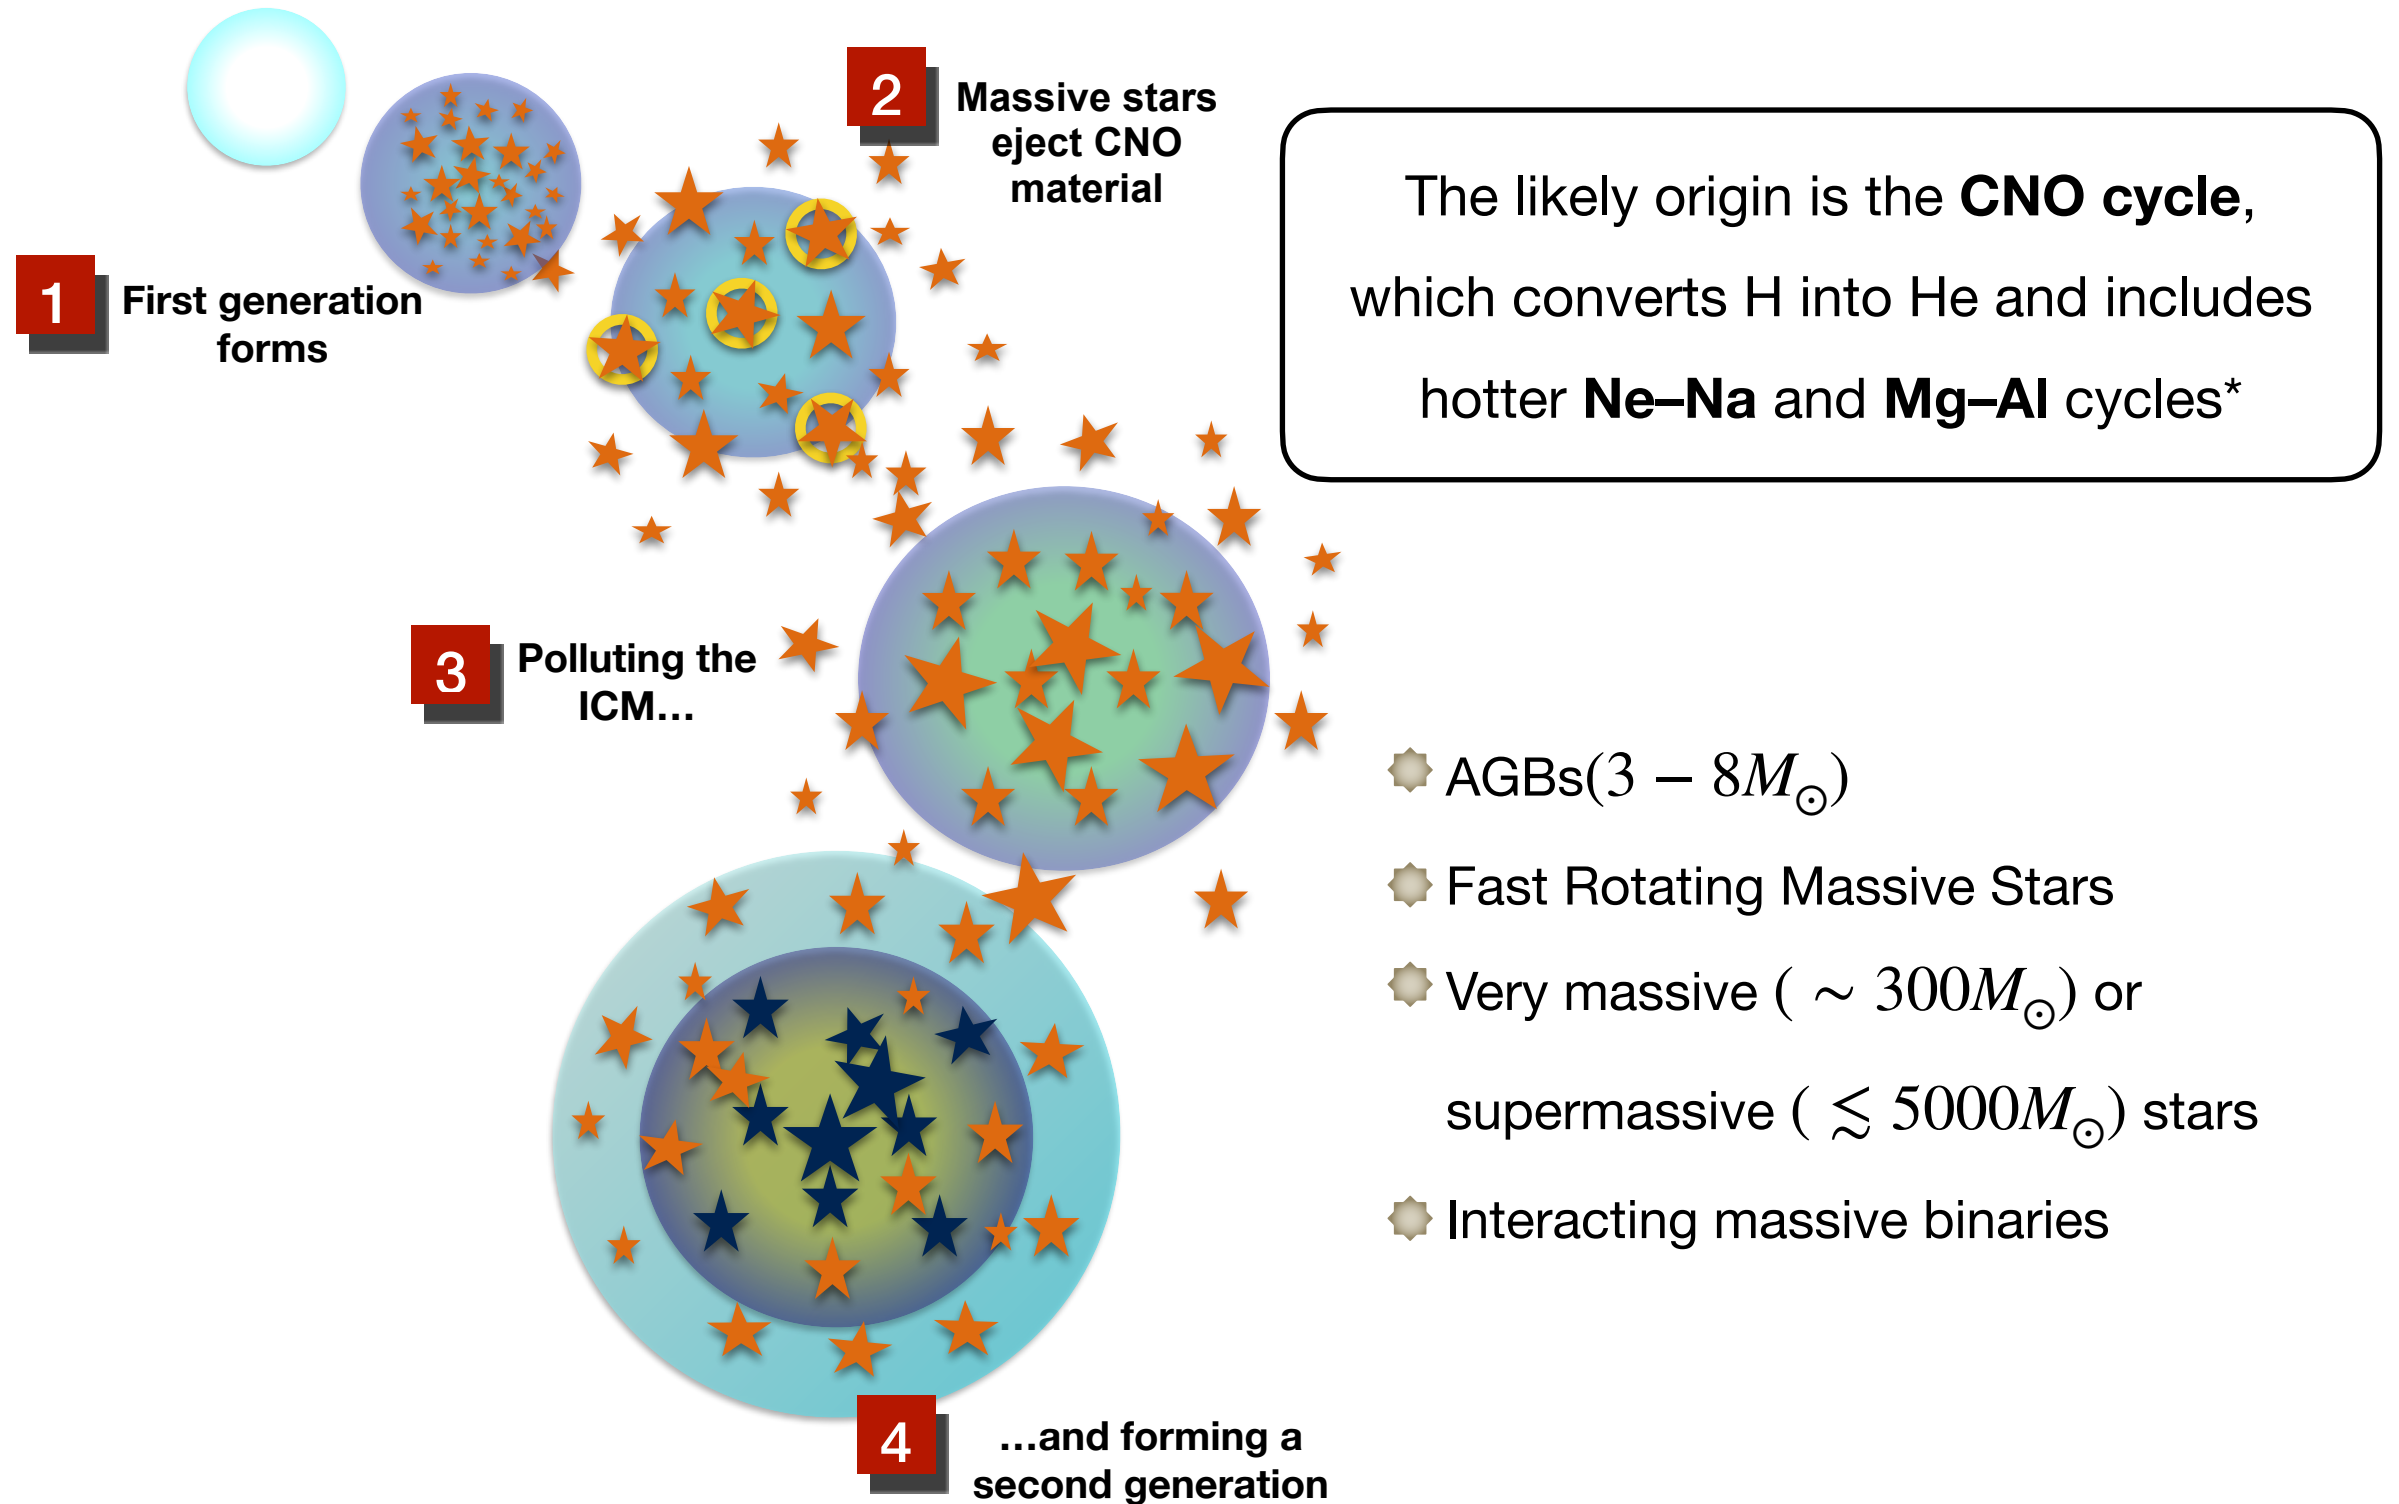 1
First generation
forms
2
Massive stars
eject CNO
material
The likely origin is the CNO cycle,
which converts H into He and includes
hotter Ne–Na and Mg–Al cycles*
3
Polluting the
ICM…
AGBs(3 − 8M⊙)
Fast Rotating Massive Stars
Very massive ( ∼ 300M⊙) or
supermassive ( ≲ 5000M⊙) stars
Interacting massive binaries
4
…and forming a
second generation